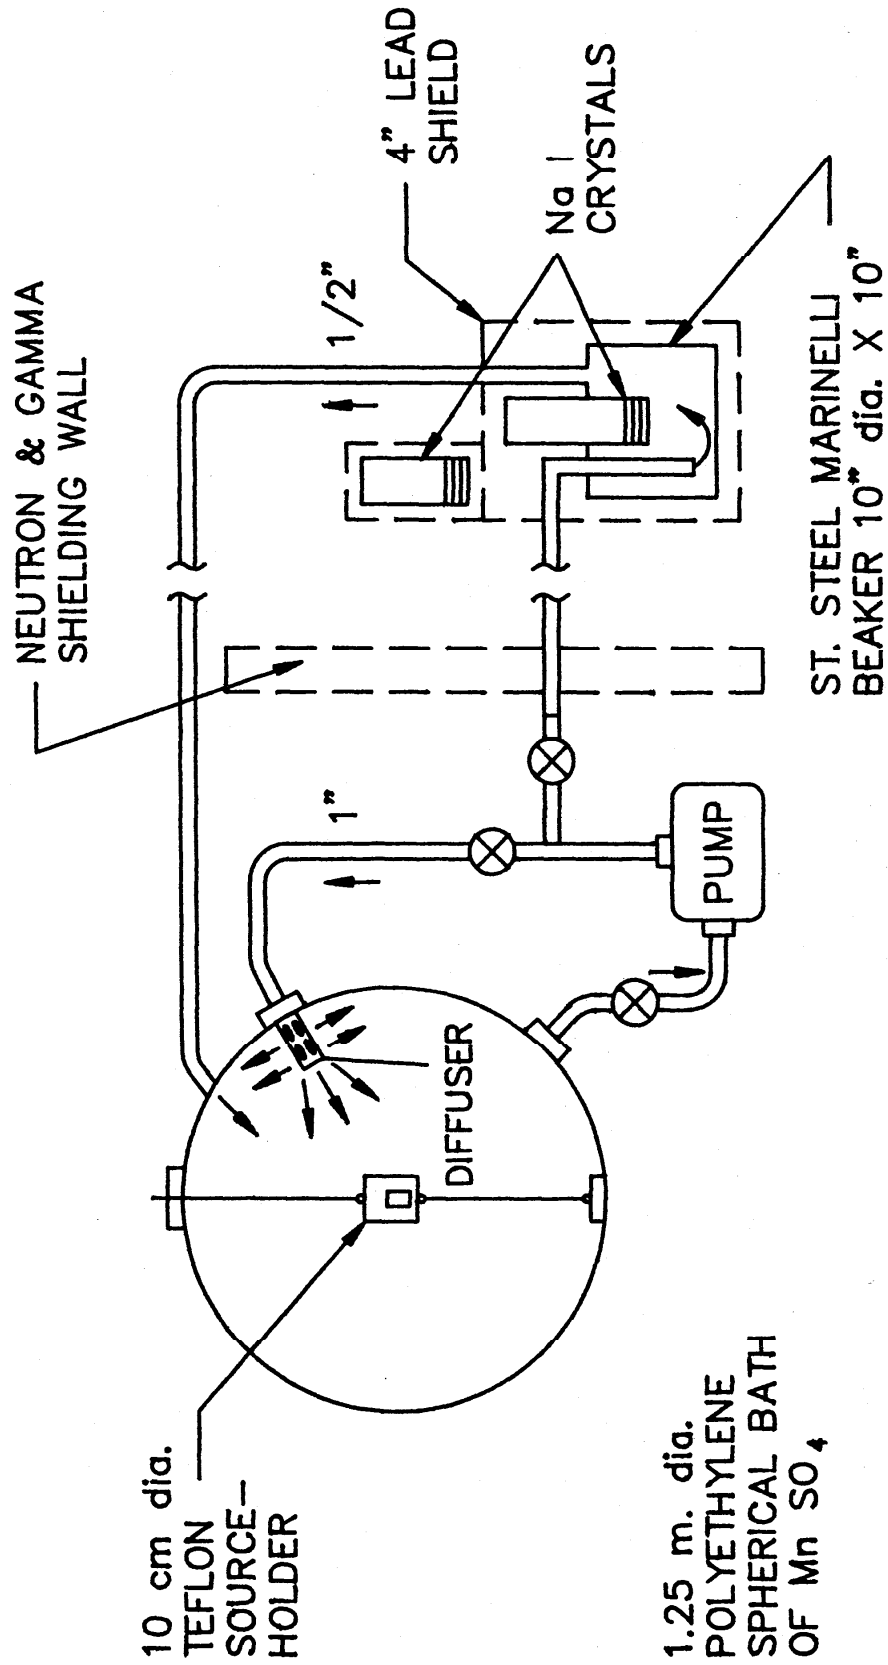 NEUTRON & GAMMA
SHIELDING WALL
4” LEAD
SHIELD
1/2”
Na I
CRYSTALS
1”
PUMP
DIFFUSER
10 cm dia.
TEFLON
SOURCE-
HOLDER
1.25 m. dia.
POLYETHYLENE
SPHERICAL BATH
OF Mn SO₄
ST. STEEL MARINELLI
BEAKER 10” dia. X 10”